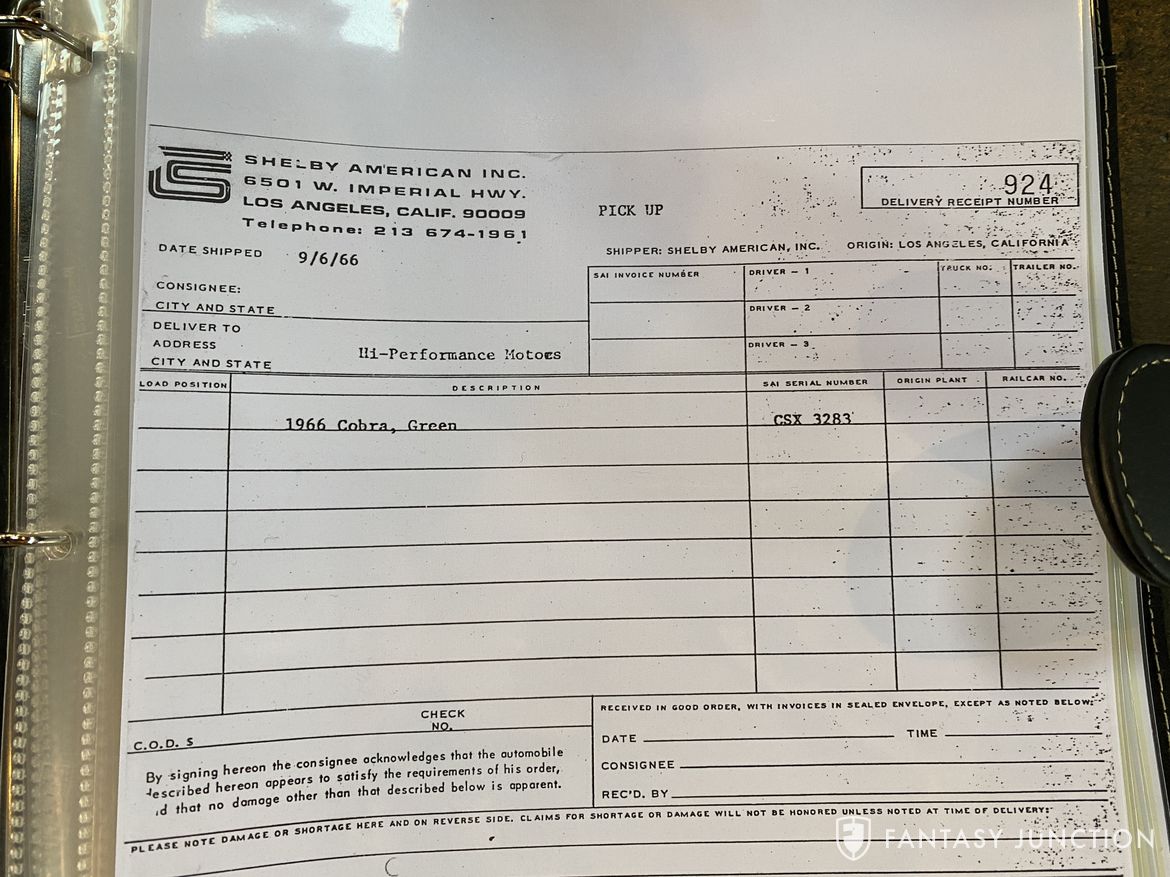 SHELBY AMERICAN INC.
6501 W. IMPERIAL HWY.
LOS ANGELES, CALIF. 90009
Telephone: 213 674-1961
PICK UP
924
DELIVERY RECEIPT NUMBER
DATE SHIPPED 9/6/66
SHIPPER: SHELBY AMERICAN, INC. ORIGIN: LOS ANGELES, CALIFORNIA
SAI INVOICE NUMBER DRIVER — 1 TRUCK NO. TRAILER NO.
CONSIGNEE:
CITY AND STATE
DRIVER — 2
DELIVER TO
ADDRESS
DRIVER — 3
Hi-Performance Motors
CITY AND STATE
LOAD POSITION DESCRIPTION SAI SERIAL NUMBER ORIGIN PLANT RAILCAR NO.
1966 Cobra, Green CSX 3283
CHECK
NO.
C.O.D. $
RECEIVED IN GOOD ORDER, WITH INVOICES IN SEALED ENVELOPE, EXCEPT AS NOTED BELOW:
DATE TIME
CONSIGNEE
REC'D. BY
By signing hereon the consignee acknowledges that the automobile
described hereon appears to satisfy the requirements of his order,
nd that no damage other than that described below is apparent.
PLEASE NOTE DAMAGE OR SHORTAGE HERE AND ON REVERSE SIDE. CLAIMS FOR SHORTAGE OR DAMAGE WILL NOT BE HONORED UNLESS NOTED AT TIME OF DELIVERY:
FANTASY JUNCTION